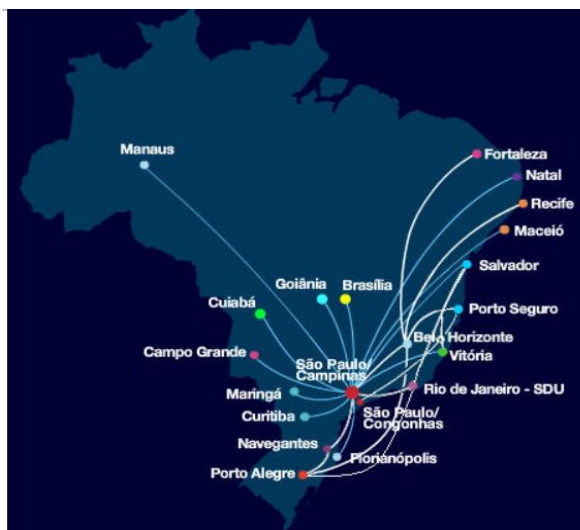 Manaus
Fortaleza
Natal
Recife
Maceió
Salvador
Goiânia
Brasília
Cuiabá
Porto Seguro
Belo Horizonte
Vitória
Campo Grande
São Paulo/
Campinas
Maringá
Rio de Janeiro - SDU
Curitiba
São Paulo/
Congonhas
Navegantes
Florianópolis
Porto Alegre